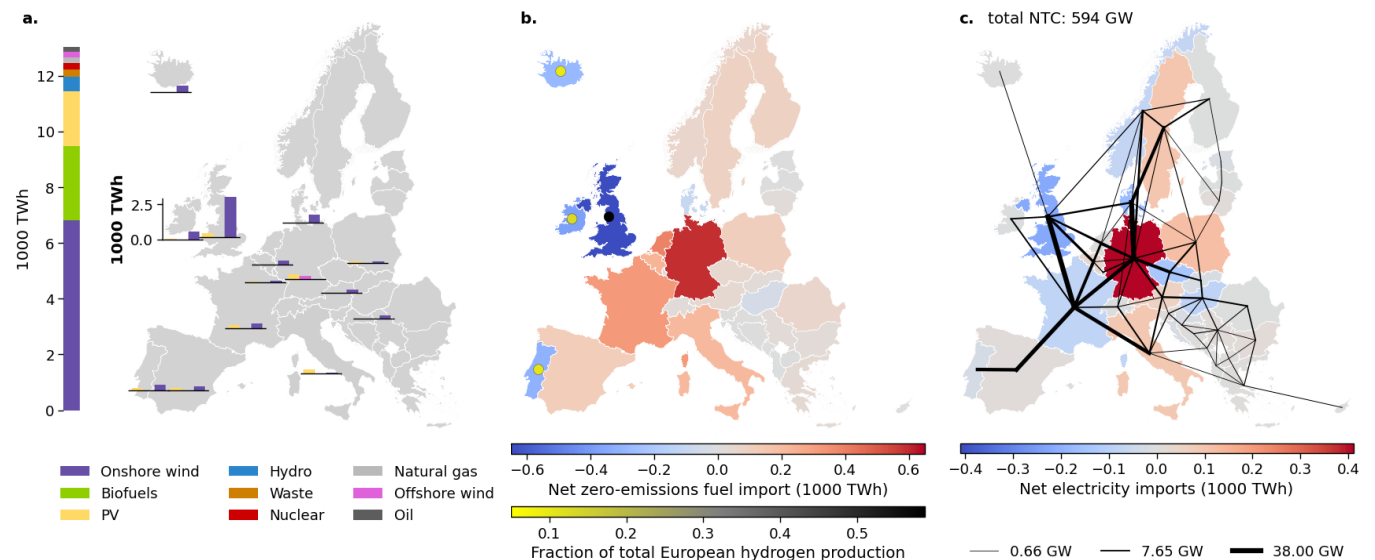 a.
b.
c. total NTC: 594 GW
12
10
8
6
4
2
0
1000 TWh
2.5
0.0
1000 TWh
−0.6 −0.4 −0.2 0.0 0.2 0.4 0.6
Net zero-emissions fuel import (1000 TWh)
0.1 0.2 0.3 0.4 0.5
Fraction of total European hydrogen production
−0.4 −0.3 −0.2 −0.1 0.0 0.1 0.2 0.3 0.4
Net electricity imports (1000 TWh)
0.66 GW 7.65 GW 38.00 GW
Onshore wind Hydro Natural gas
Biofuels Waste Offshore wind
PV Nuclear Oil